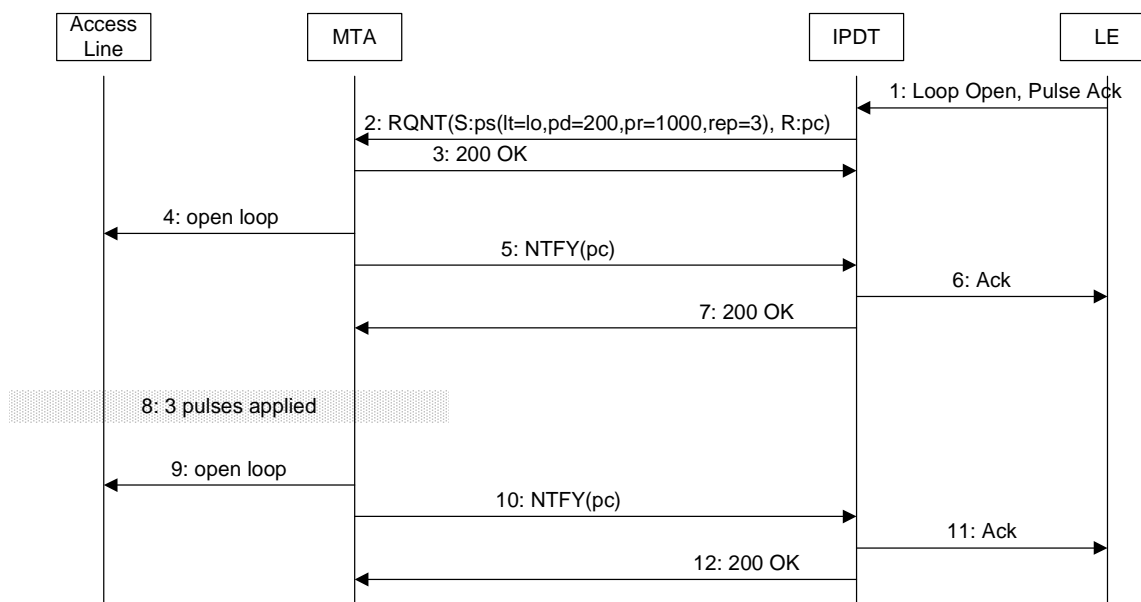 Access
Line
MTA
IPDT
LE
1: Loop Open, Pulse Ack
2: RQNT(S:ps(lt=lo,pd=200,pr=1000,rep=3), R:pc)
3: 200 OK
4: open loop
5: NTFY(pc)
6: Ack
7: 200 OK
8: 3 pulses applied
9: open loop
10: NTFY(pc)
11: Ack
12: 200 OK